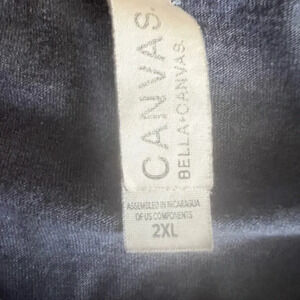 CANVAS.
BELLA+CANVAS.
ASSEMBLED IN NICARAGUA
OF US COMPONENTS
2XL